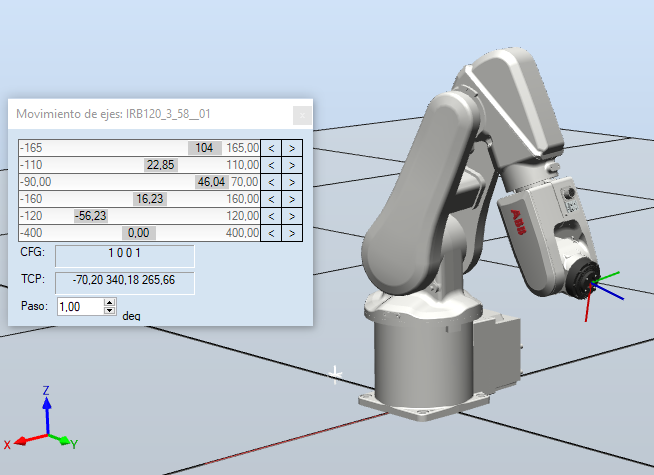 Movimiento de ejes: IRB120_3_58__01
x
-165 104 165,00 < >
-110 22,85 110,00 < >
-90,00 46,04 70,00 < >
-160 16,23 160,00 < >
-120 -56,23 120,00 < >
-400 0,00 400,00 < >
CFG: 1 0 0 1
TCP: -70,20 340,18 265,66
Paso: 1,00 deg
ABB
Z
X Y